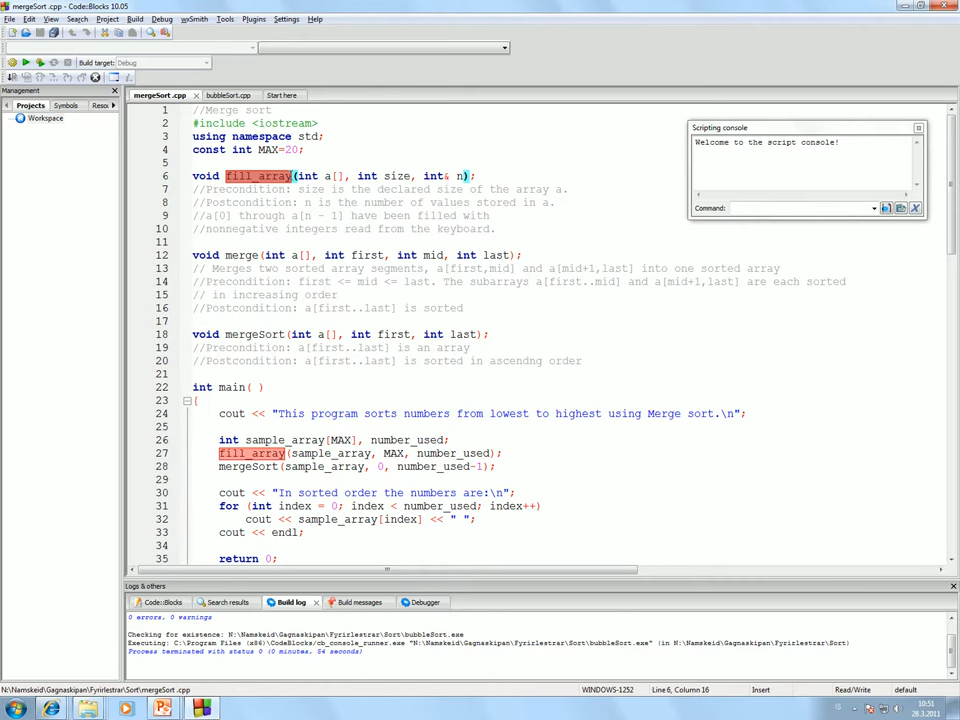 mergeSort .cpp - Code::Blocks 10.05
File Edit View Search Project Build Debug wxSmith Tools Plugins Settings Help
Build target: Debug
Management
mergeSort .cpp bubbleSort.cpp Start here
Projects Symbols Resou
Workspace
1 //Merge sort
2 #include <iostream>
3 using namespace std;
4 const int MAX=20;
5
6 void fill_array(int a[], int size, int& n);
7 //Precondition: size is the declared size of the array a.
8 //Postcondition: n is the number of values stored in a.
9 //a[0] through a[n - 1] have been filled with
10 //nonnegative integers read from the keyboard.
11
12 void merge(int a[], int first, int mid, int last);
13 // Merges two sorted array segments, a[first,mid] and a[mid+1,last] into one sorted array
14 //Precondition: first <= mid <= last. The subarrays a[first..mid] and a[mid+1,last] are each sorted
15 // in increasing order
16 //Postcondition: a[first..last] is sorted
17
18 void mergeSort(int a[], int first, int last);
19 //Precondition: a[first..last] is an array
20 //Postcondition: a[first..last] is sorted in ascendng order
21
22 int main( )
23 {
24 cout << "This program sorts numbers from lowest to highest using Merge sort.\n";
25
26 int sample_array[MAX], number_used;
27 fill_array(sample_array, MAX, number_used);
28 mergeSort(sample_array, 0, number_used-1);
29
30 cout << "In sorted order the numbers are:\n";
31 for (int index = 0; index < number_used; index++)
32 cout << sample_array[index] << " ";
33 cout << endl;
34
35 return 0;
Scripting console
Welcome to the script console!
Command:
Logs & others
Code::Blocks Search results Build log Build messages Debugger
0 errors, 0 warnings
Checking for existence: N:\Namskeid\Gagnaskipan\Fyrirlestrar\Sort\bubbleSort.exe
Executing: C:\Program Files (x86)\CodeBlocks/cb_console_runner.exe "N:\Namskeid\Gagnaskipan\Fyrirlestrar\Sort\bubbleSort.exe" (in N:\Namskeid\Gagnaskipan\Fyrirlestrar\Sort)
Process terminated with status 0 (0 minutes, 54 seconds)
N:\Namskeid\Gagnaskipan\Fyrirlestrar\Sort\mergeSort .cpp WINDOWS-1252 Line 6, Column 16 Insert Read/Write default
IS 10:51
28.3.2011